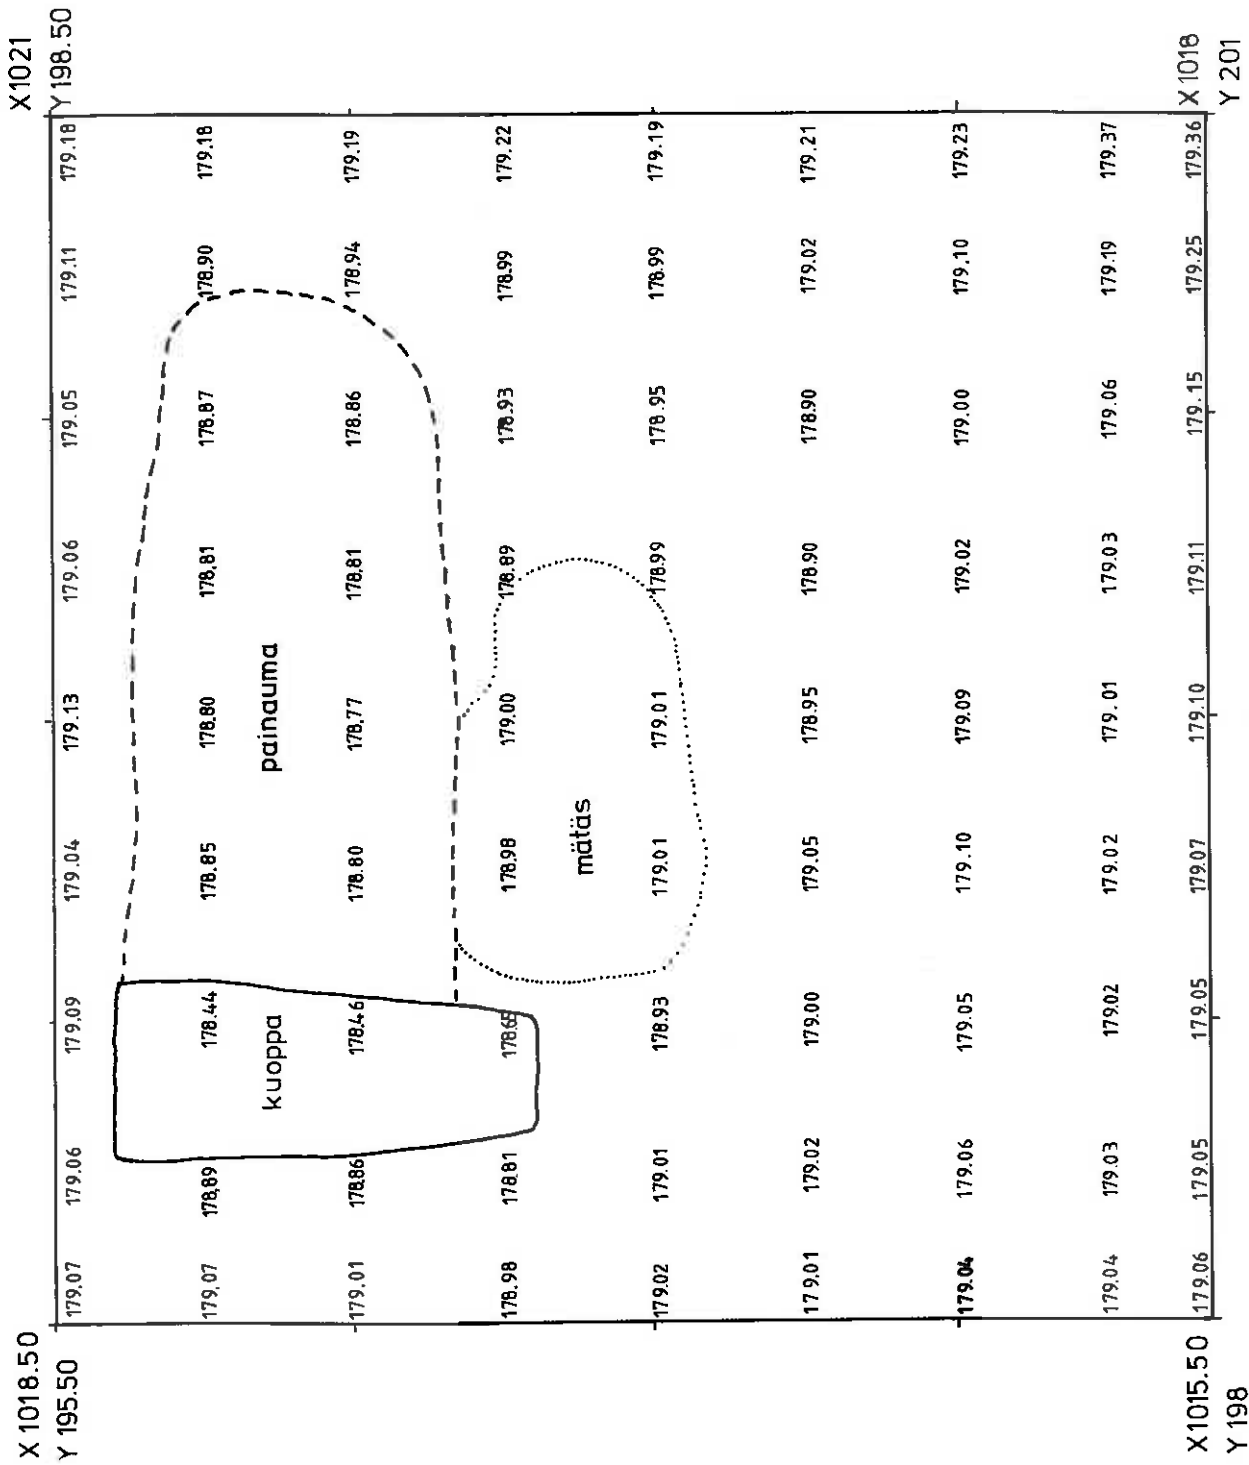 X 1018.50 X1021
Y 195.50 Y198.50
179.07 179.06 179.09 179.04 179.13 179.06 179.05 179.11 179.18
179.07 178.89 178.44 178.85 178.80 178.81 178.87 178.90 179.18
kuoppa painauma
179.01 178.86 178.46 178.80 178.77 178.81 178.86 178.94 179.19
178.98 178.81 178.65 178.98 179.00 178.89 178.93 178.99 179.22
mätäs
179.02 179.01 178.93 179.01 179.01 178.99 178.95 178.99 179.19
179.01 179.02 179.00 179.05 178.95 178.90 178.90 179.02 179.21
179.04 179.06 179.05 179.10 179.09 179.02 179.00 179.10 179.23
179.04 179.03 179.02 179.02 179.01 179.03 179.06 179.19 179.37
179.06 179.05 179.05 179.07 179.10 179.11 179.15 179.25 179.36
X1015.50 X1018
Y 198 Y 201